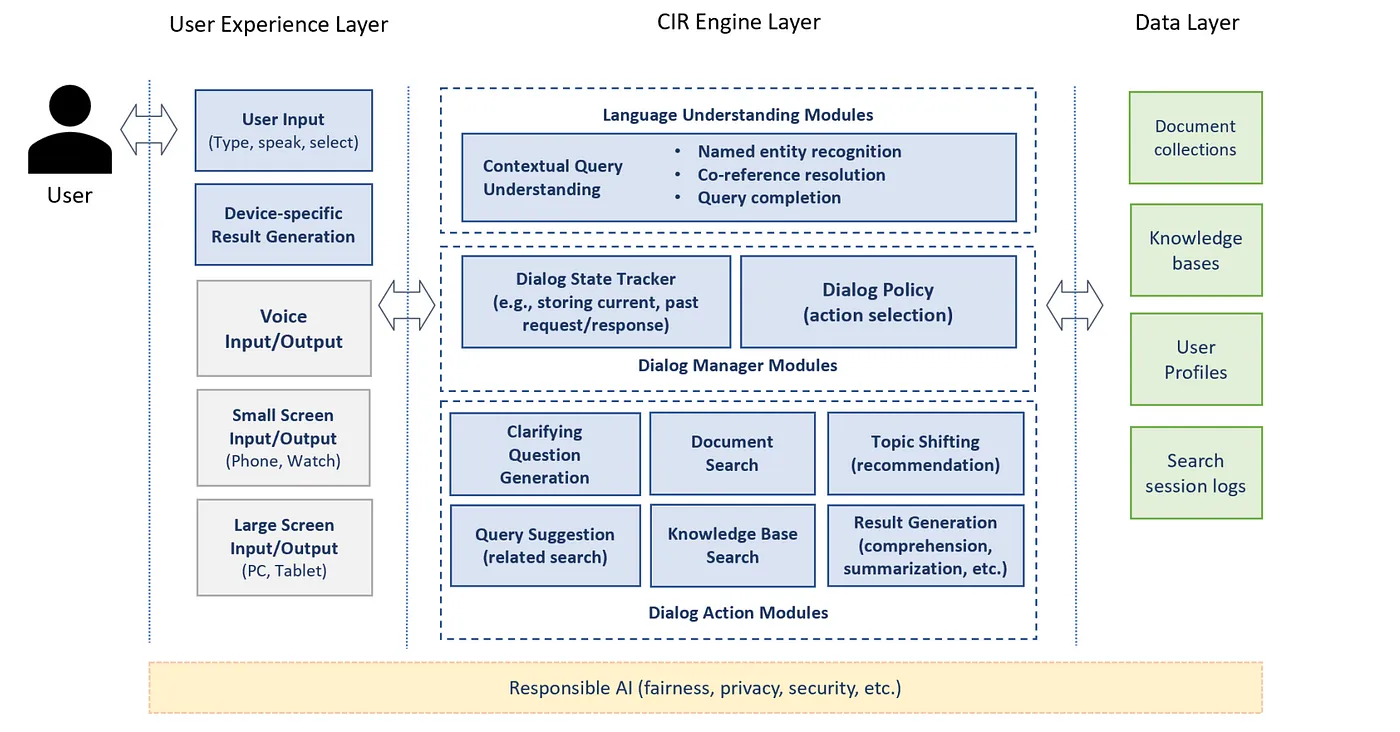 User Experience Layer
CIR Engine Layer
Data Layer
User
User Input
(Type, speak, select)
Device-specific
Result Generation
Voice
Input/Output
Small Screen
Input/Output
(Phone, Watch)
Large Screen
Input/Output
(PC, Tablet)
Language Understanding Modules
Contextual Query
Understanding
• Named entity recognition
• Co-reference resolution
• Query completion
Dialog State Tracker
(e.g., storing current, past
request/response)
Dialog Policy
(action selection)
Dialog Manager Modules
Clarifying
Question
Generation
Document
Search
Topic Shifting
(recommendation)
Query Suggestion
(related search)
Knowledge Base
Search
Result Generation
(comprehension,
summarization, etc.)
Dialog Action Modules
Document
collections
Knowledge
bases
User
Profiles
Search
session logs
Responsible AI (fairness, privacy, security, etc.)